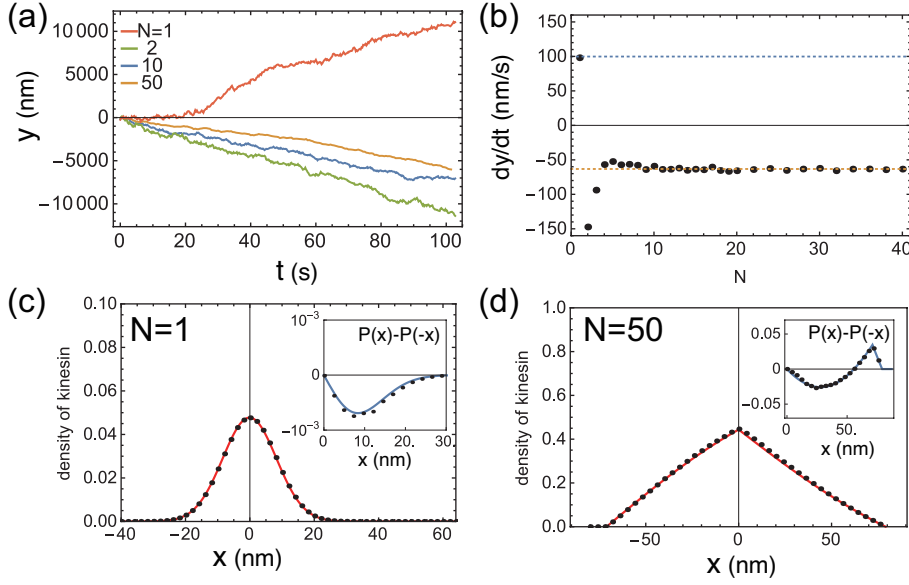 (a)
10 000
5000
0
−5000
−10 000
y (nm)
N=1
2
10
50
0 20 40 60 80 100
t (s)
(b)
150
100
50
0
−50
−100
−150
dy/dt (nm/s)
0 10 20 30 40
N
(c)
0.10
0.08
0.06
0.04
0.02
0.00
density of kinesin
N=1
−40 −20 0 20 40 60
x (nm)
10⁻³
0
−10⁻³
P(x)-P(-x)
0 10 20 30.
x (nm)
(d)
1.0
0.8
0.6
0.4
0.2
0.0
density of kinesin
N=50
−50 0 50
x (nm)
0.05
0
−0.05
P(x)-P(-x)
0 50.
x (nm)